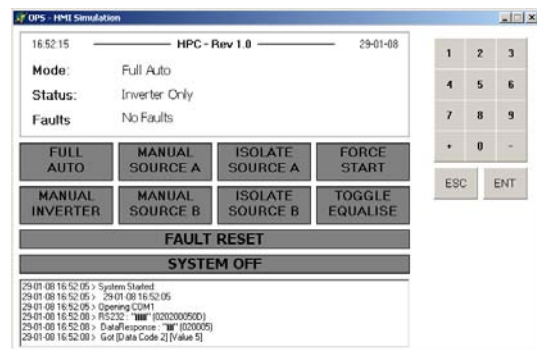 OPS - HMI Simulation
16:52:15 HPC - Rev 1.0 29-01-08
Mode: Full Auto
Status: Inverter Only
Faults No Faults
1 2 3
4 5 6
7 8 9
0 -
ESC ENT
FULL AUTO MANUAL SOURCE A ISOLATE SOURCE A FORCE START
MANUAL INVERTER MANUAL SOURCE B ISOLATE SOURCE B TOGGLE EQUALISE
FAULT RESET
SYSTEM OFF
29-01-08 16:52:05 > System Started
29-01-08 16:52:05 > 29-01-08 16:52:05
29-01-08 16:52:05 > Opening COM1
29-01-08 16:52:08 > RS232 : (020200050D)
29-01-08 16:52:08 > DataResponse : (020005)
29-01-08 16:52:08 > Got [Data Code 2] [Value 5]